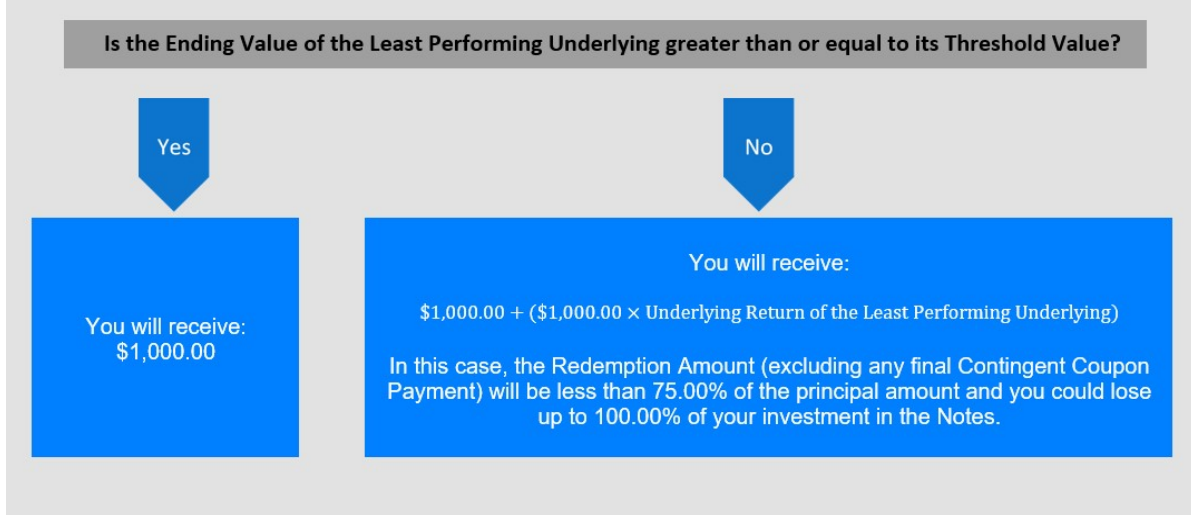 Is the Ending Value of the Least Performing Underlying greater than or equal to its Threshold Value?
Yes
No
You will receive:
$1,000.00
You will receive:
$1,000.00 + ($1,000.00 × Underlying Return of the Least Performing Underlying)
In this case, the Redemption Amount (excluding any final Contingent Coupon
Payment) will be less than 75.00% of the principal amount and you could lose
up to 100.00% of your investment in the Notes.